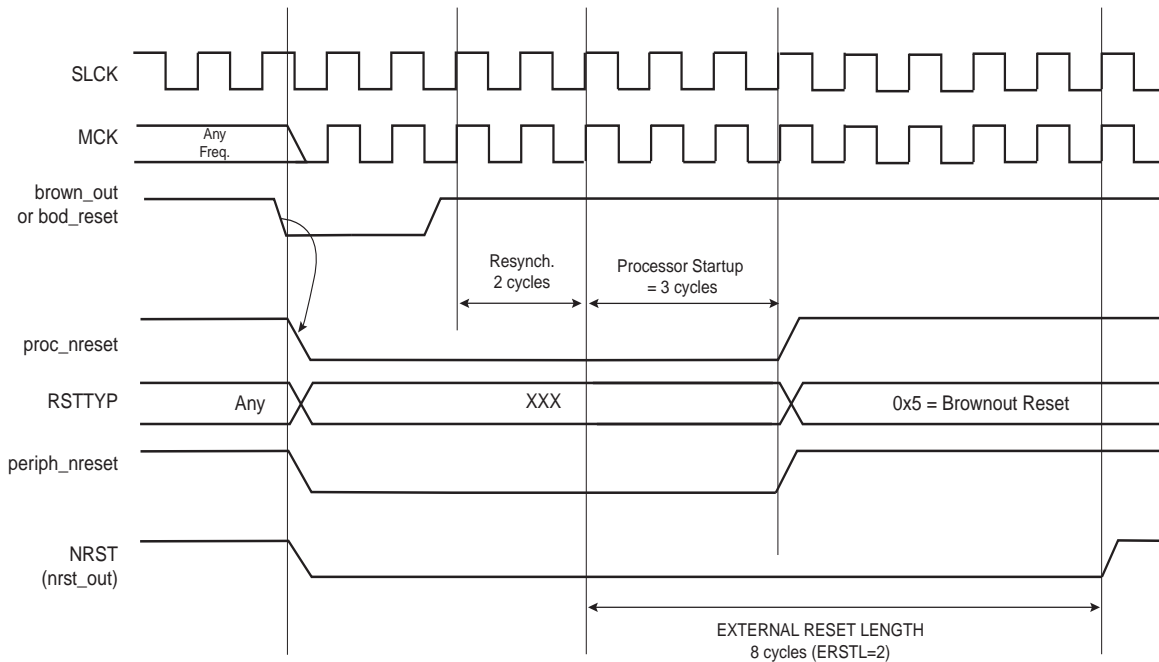 SLCK
MCK
Any
Freq.
brown_out
or bod_reset
Resynch.
2 cycles
Processor Startup
= 3 cycles
proc_nreset
RSTTYP
Any
XXX
0x5 = Brownout Reset
periph_nreset
NRST
(nrst_out)
EXTERNAL RESET LENGTH
8 cycles (ERSTL=2)